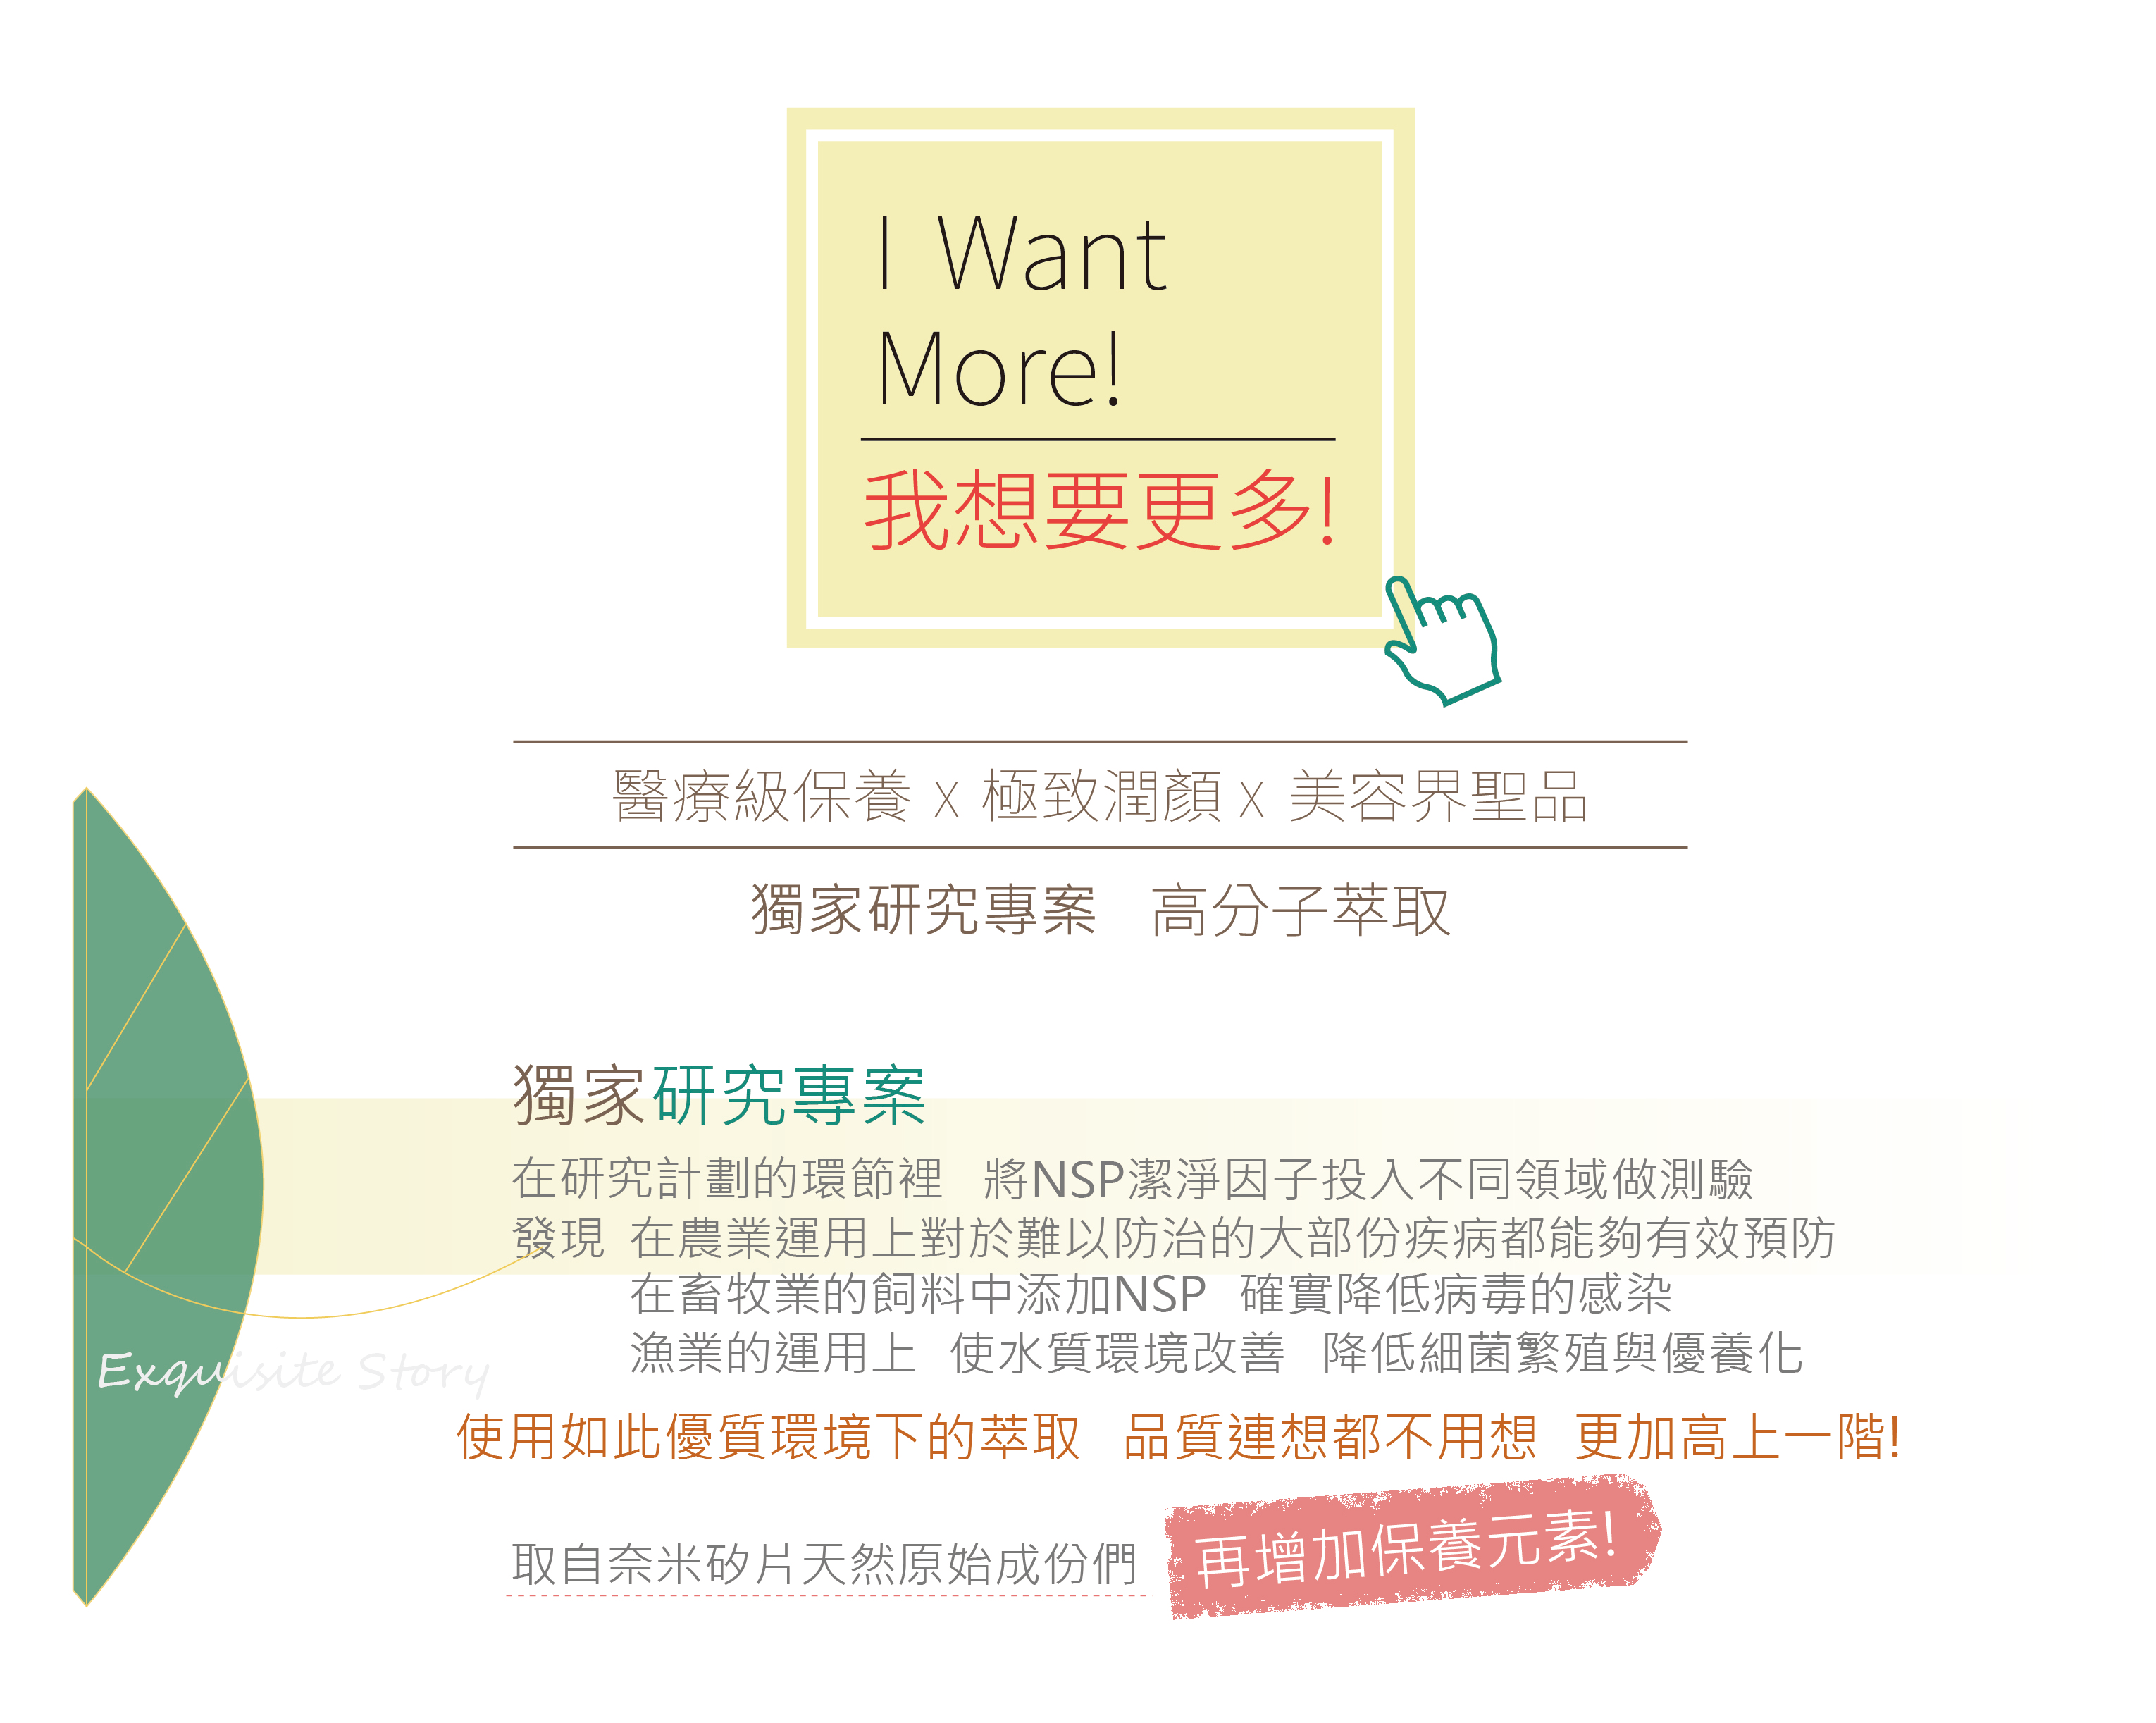 I Want
More!
我想要更多!
醫療級保養 x 極致潤顏 x 美容界聖品
獨家研究專案 高分子萃取
獨家研究專案
在研究計劃的環節裡 將NSP潔淨因子投入不同領域做測驗
發現 在農業運用上對於難以防治的大部份疾病都能夠有效預防
在畜牧業的飼料中添加NSP 確實降低病毒的感染
漁業的運用上 使水質環境改善 降低細菌繁殖與優養化
Exquisite Story
使用如此優質環境下的萃取 品質連想都不用想 更加高上一階!
取自奈米矽片天然原始成份們 再增加保養元素!